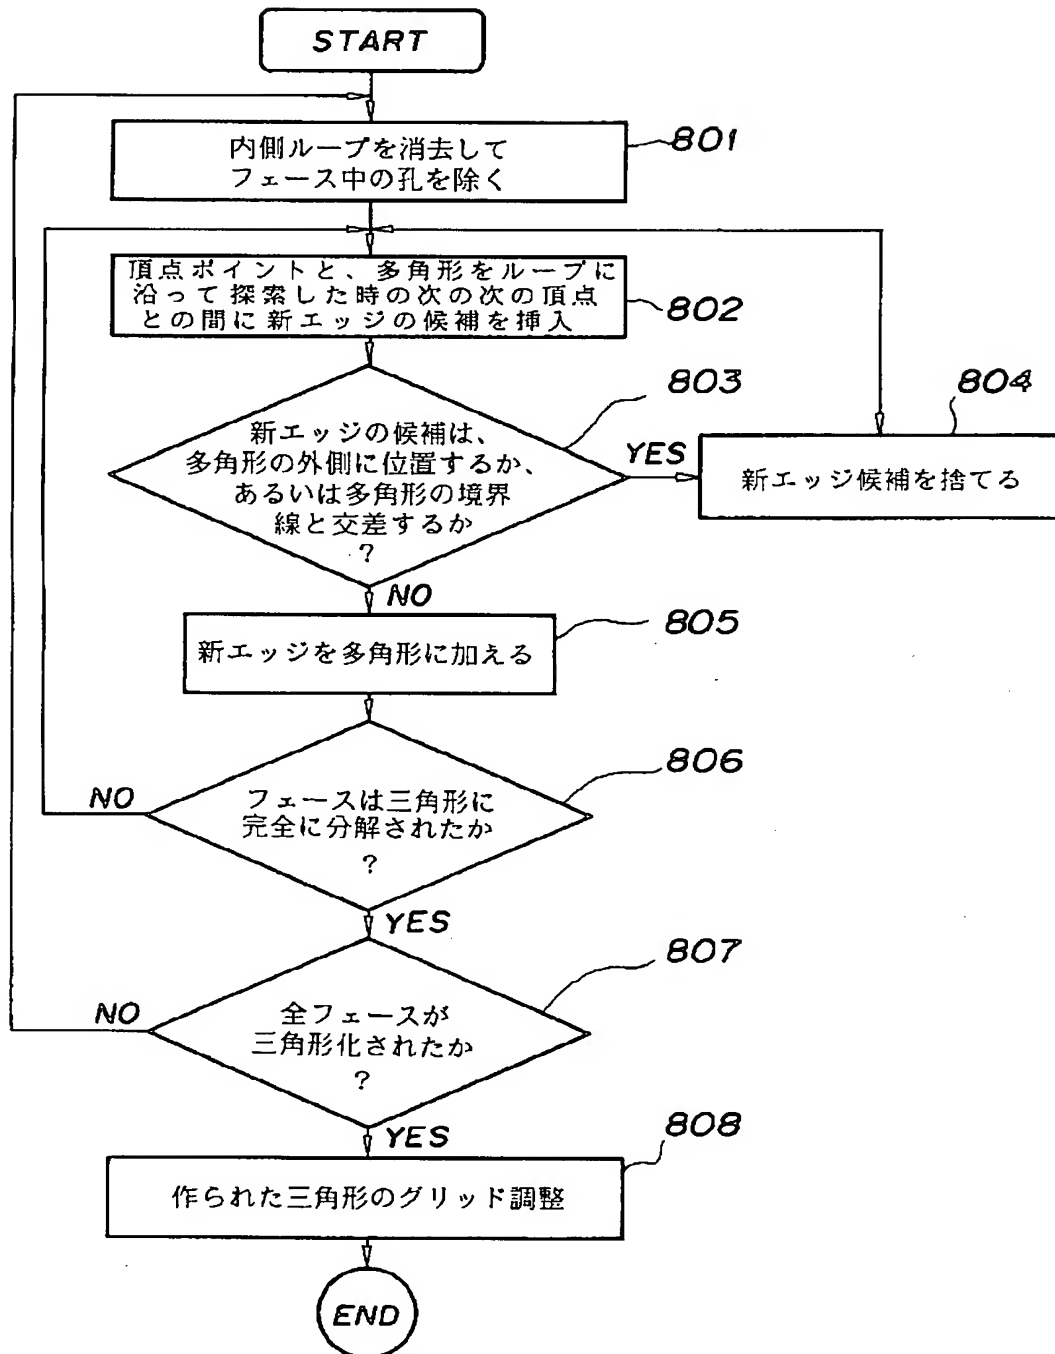 START
内側ループを消去して
フェース中の孔を除く
801
頂点ポイントと、多角形をループに
沿って探索した時の次の次の頂点
との間に新エッジの候補を挿入
802
新エッジの候補は、
多角形の外側に位置するか、
あるいは多角形の境界
線と交差するか
?
803
YES
804
新エッジ候補を捨てる
NO
新エッジを多角形に加える
805
フェースは三角形に
完全に分解されたか
?
806
NO
YES
全フェースが
三角形化されたか
?
807
NO
YES
作られた三角形のグリッド調整
808
END